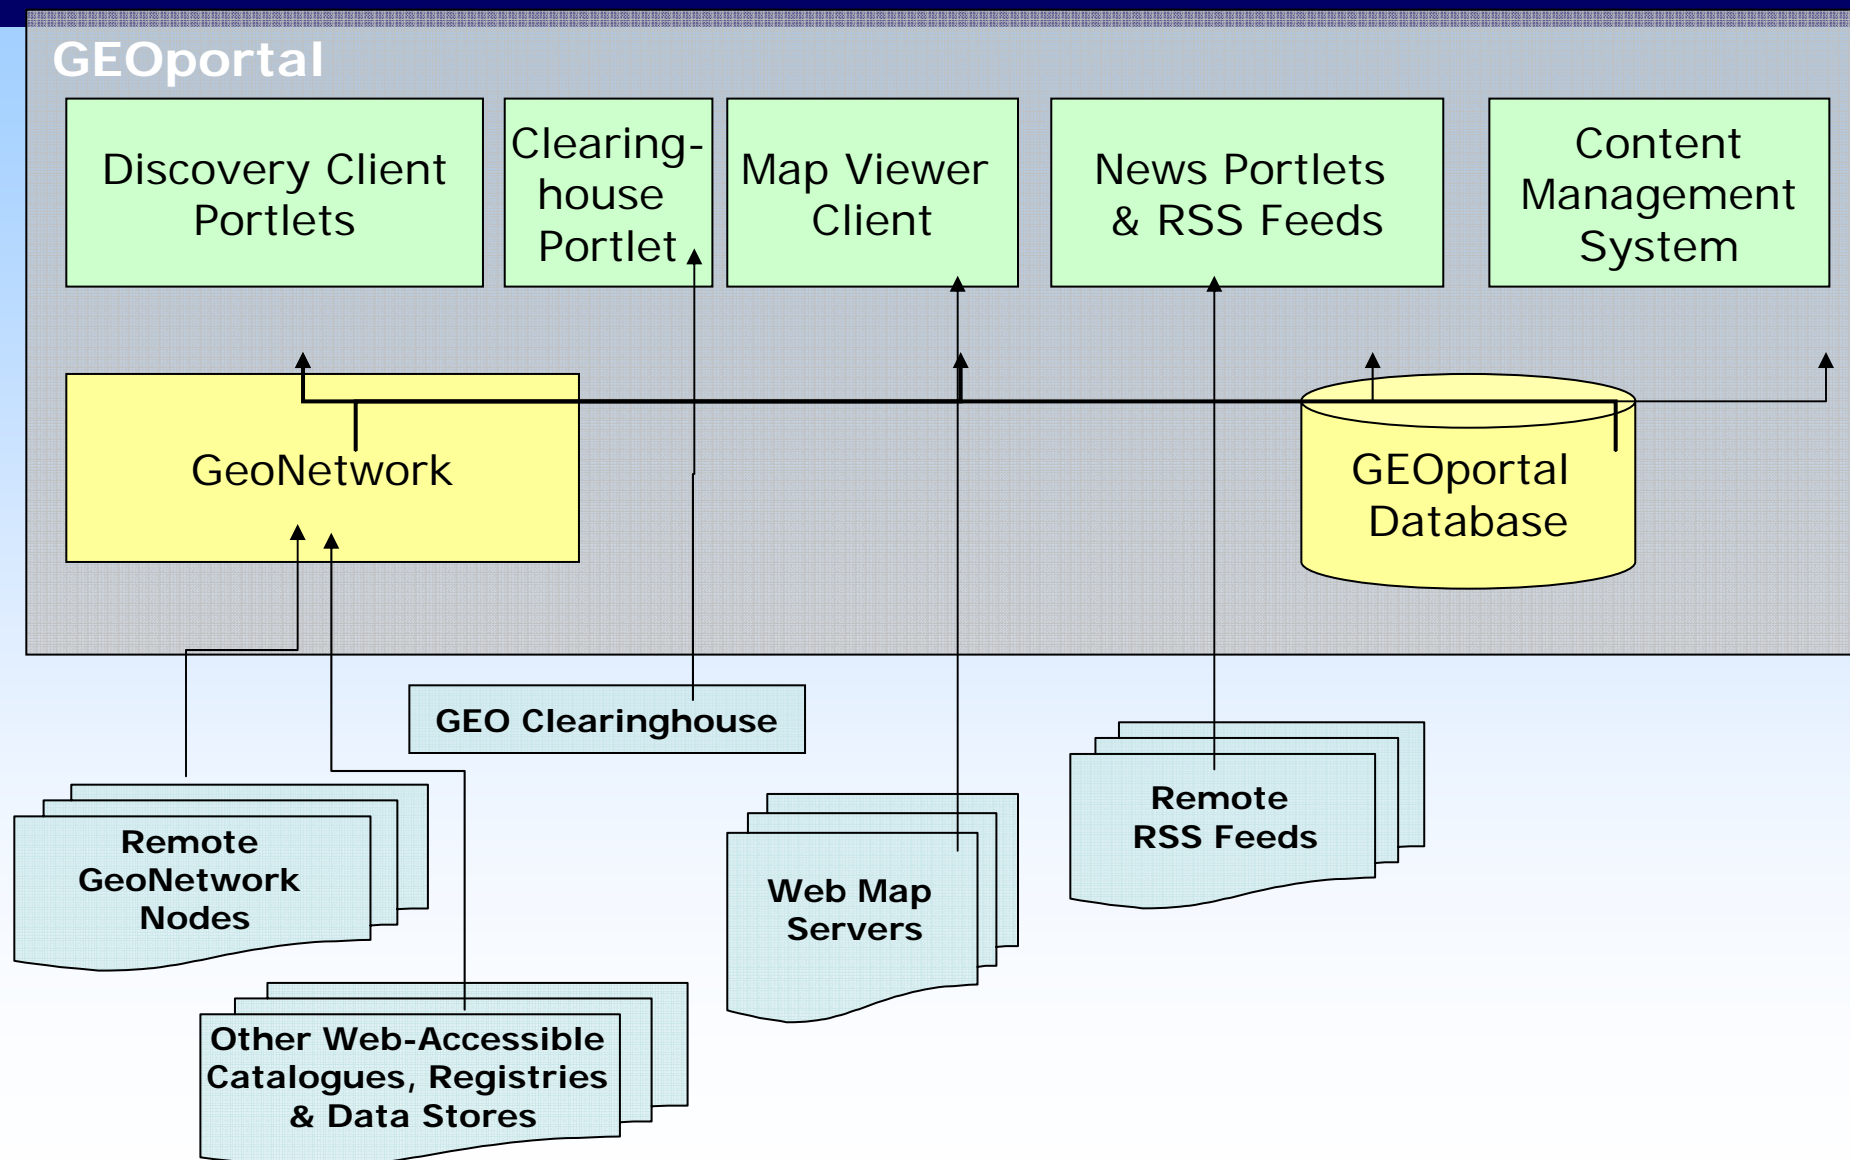 GEOportal
Discovery Client
Portlets
Clearing-
house
Portlet
Map Viewer
Client
News Portlets
& RSS Feeds
Content
Management
System
GeoNetwork
GEOportal
Database
GEO Clearinghouse
Remote
GeoNetwork
Nodes
Web Map
Servers
Remote
RSS Feeds
Other Web-Accessible
Catalogues, Registries
& Data Stores